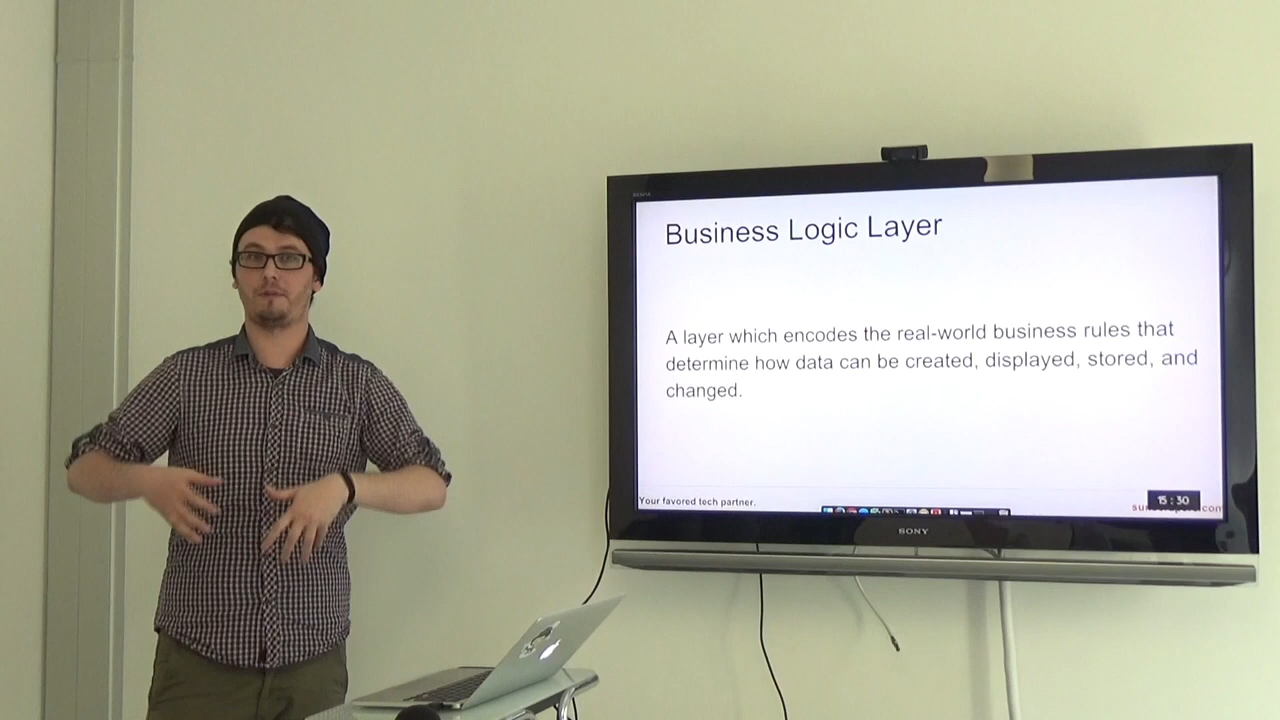 Business Logic Layer
A layer which encodes the real-world business rules that
determine how data can be created, displayed, stored, and
changed.
Your favored tech partner.
15:30
SONY